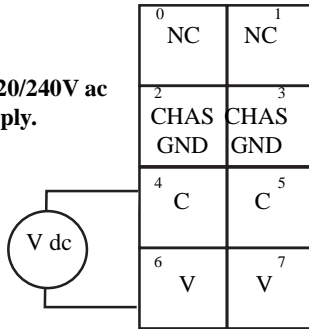 0 1
NC NC
20/240V ac
ply.
2 3
CHAS CHAS
GND GND
4 5
C C
V dc
6 7
V V